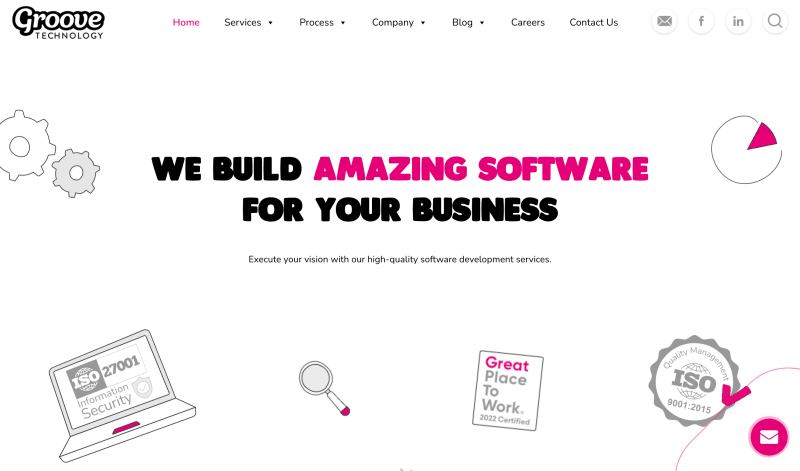 Groove
TECHNOLOGY
Home
Services
Process
Company
Blog
Careers
Contact Us
f
in
WE BUILD AMAZING SOFTWARE
FOR YOUR BUSINESS
Execute your vision with our high-quality software development services.
ISO 27001
Information
Security
Great
Place
To
Work®
2022 Certified
Quality Management
ISO
9001:2015